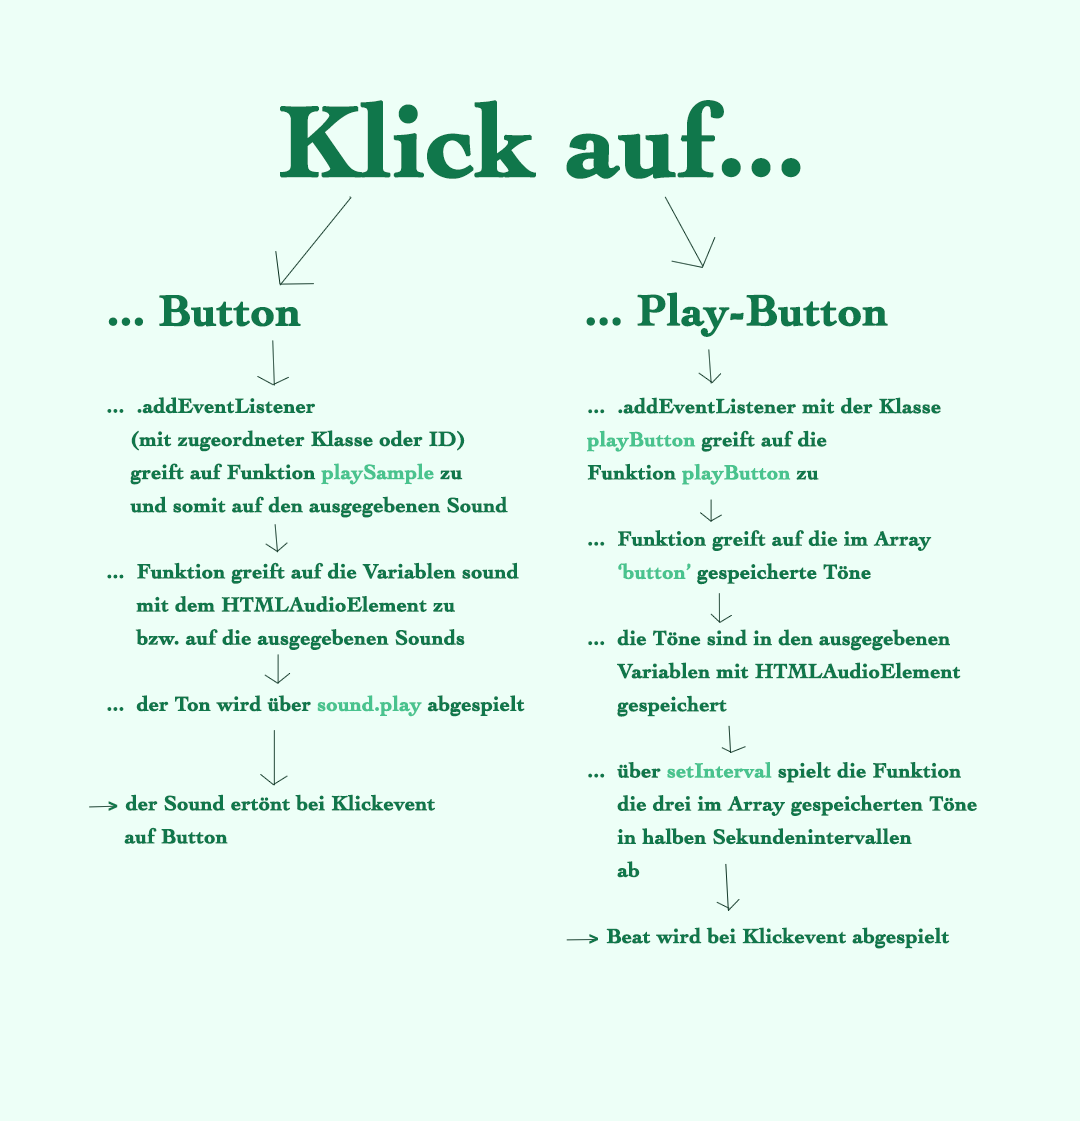 Klick auf...
... Button
... .addEventListener
(mit zugeordneter Klasse oder ID)
greift auf Funktion playSample zu
und somit auf den ausgegebenen Sound
... Funktion greift auf die Variablen sound
mit dem HTMLAudioElement zu
bzw. auf die ausgegebenen Sounds
... der Ton wird über sound.play abgespielt
der Sound ertönt bei Klickevent
auf Button
... Play-Button
... .addEventListener mit der Klasse
playButton greift auf die
Funktion playButton zu
... Funktion greift auf die im Array
‘button’ gespeicherte Töne
... die Töne sind in den ausgegebenen
Variablen mit HTMLAudioElement
gespeichert
... über setInterval spielt die Funktion
die drei im Array gespeicherten Töne
in halben Sekundenintervallen
ab
Beat wird bei Klickevent abgespielt